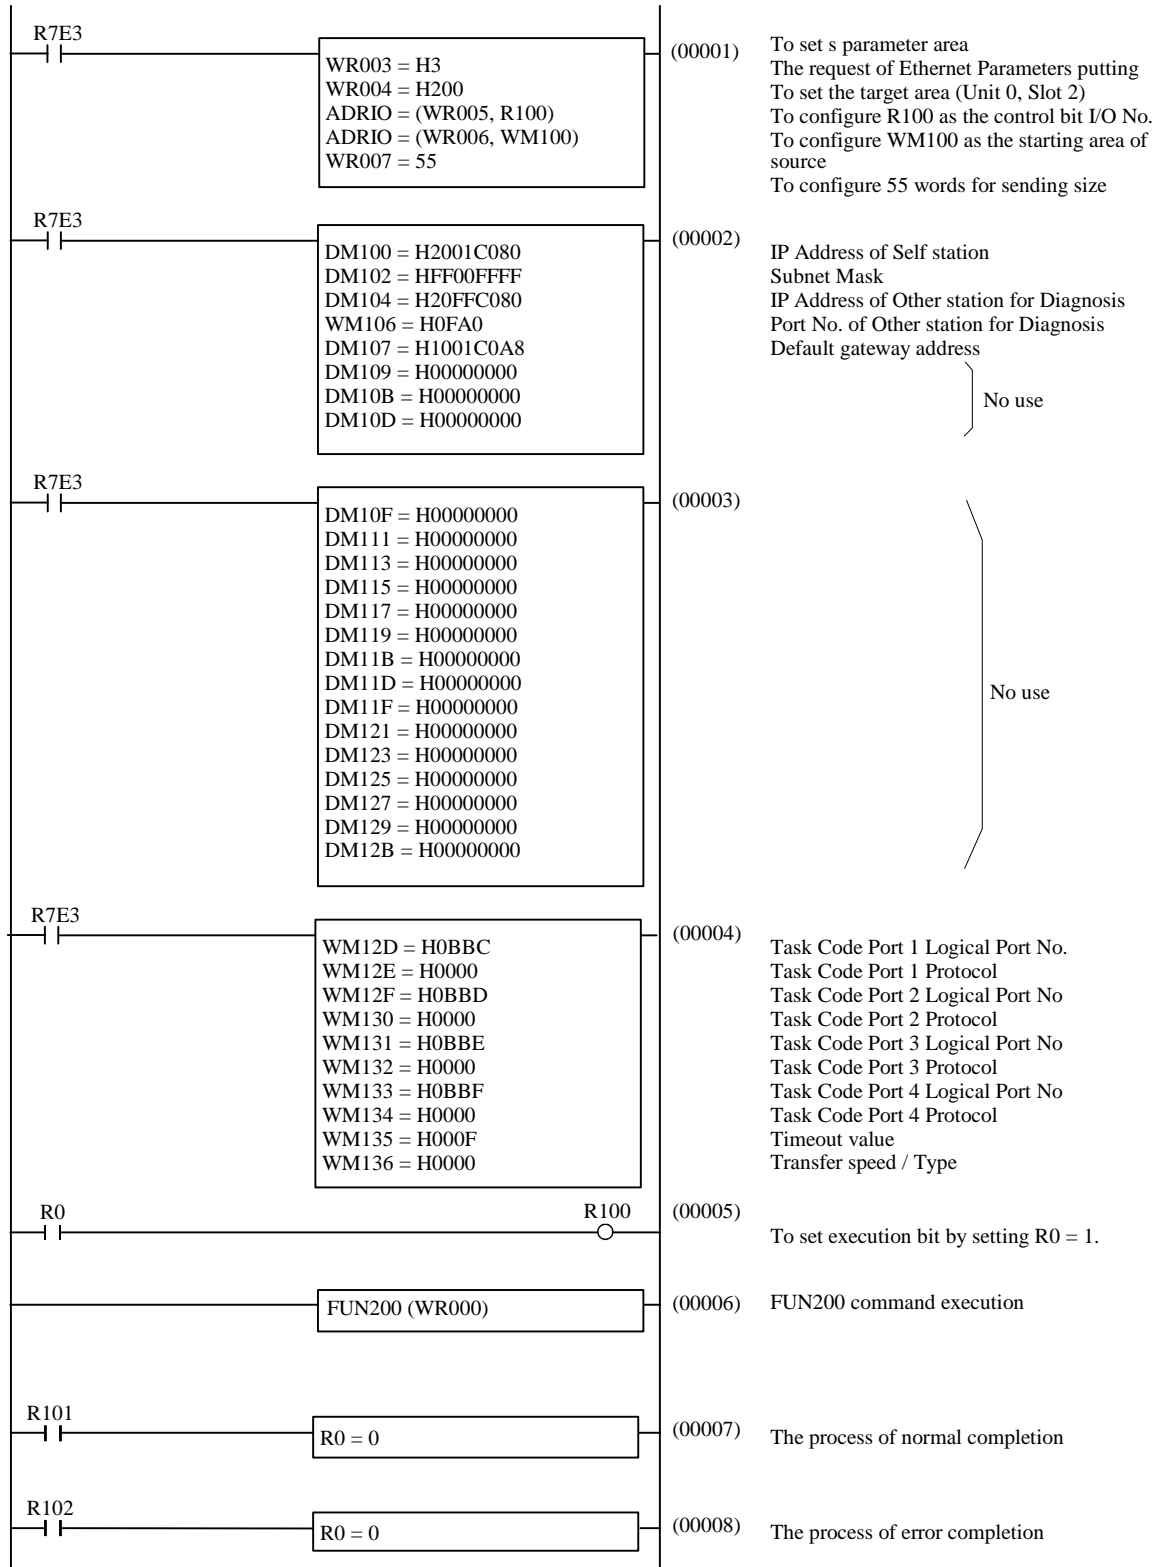 R7E3
(00001)
WR003 = H3
WR004 = H200
ADRIO = (WR005, R100)
ADRIO = (WR006, WM100)
WR007 = 55
To set s parameter area
The request of Ethernet Parameters putting
To set the target area (Unit 0, Slot 2)
To configure R100 as the control bit I/O No.
To configure WM100 as the starting area of
source
To configure 55 words for sending size
R7E3
(00002)
DM100 = H2001C080
DM102 = HFF00FFFF
DM104 = H20FFC080
WM106 = H0FA0
DM107 = H1001C0A8
DM109 = H00000000
DM10B = H00000000
DM10D = H00000000
IP Address of Self station
Subnet Mask
IP Address of Other station for Diagnosis
Port No. of Other station for Diagnosis
Default gateway address
No use
R7E3
(00003)
DM10F = H00000000
DM111 = H00000000
DM113 = H00000000
DM115 = H00000000
DM117 = H00000000
DM119 = H00000000
DM11B = H00000000
DM11D = H00000000
DM11F = H00000000
DM121 = H00000000
DM123 = H00000000
DM125 = H00000000
DM127 = H00000000
DM129 = H00000000
DM12B = H00000000
No use
R7E3
(00004)
WM12D = H0BBC
WM12E = H0000
WM12F = H0BBD
WM130 = H0000
WM131 = H0BBE
WM132 = H0000
WM133 = H0BBF
WM134 = H0000
WM135 = H000F
WM136 = H0000
Task Code Port 1 Logical Port No.
Task Code Port 1 Protocol
Task Code Port 2 Logical Port No
Task Code Port 2 Protocol
Task Code Port 3 Logical Port No
Task Code Port 3 Protocol
Task Code Port 4 Logical Port No
Task Code Port 4 Protocol
Timeout value
Transfer speed / Type
R0
R100
(00005)
To set execution bit by setting R0 = 1.
FUN200 (WR000)
(00006)
FUN200 command execution
R101
R0 = 0
(00007)
The process of normal completion
R102
R0 = 0
(00008)
The process of error completion